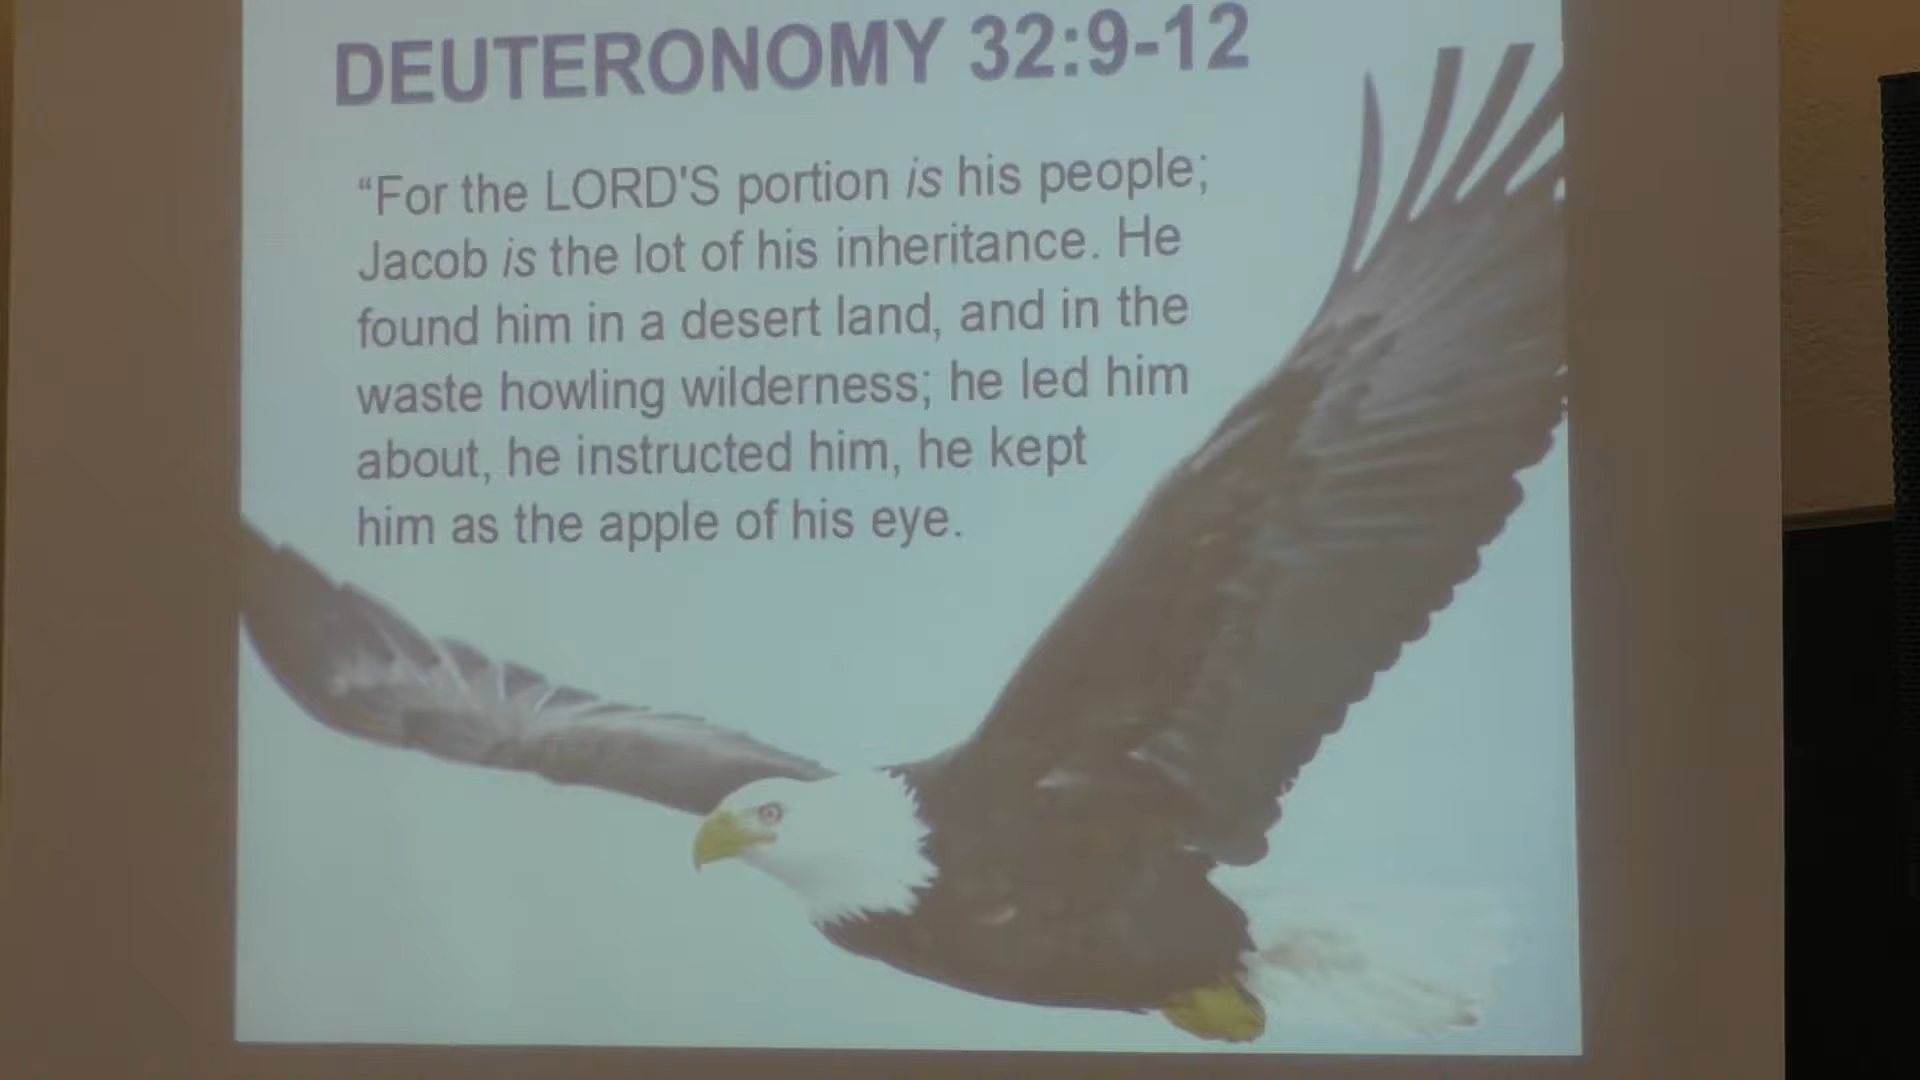 DEUTERONOMY 32:9-12
“For the LORD'S portion is his people;
Jacob is the lot of his inheritance. He
found him in a desert land, and in the
waste howling wilderness; he led him
about, he instructed him, he kept
him as the apple of his eye.